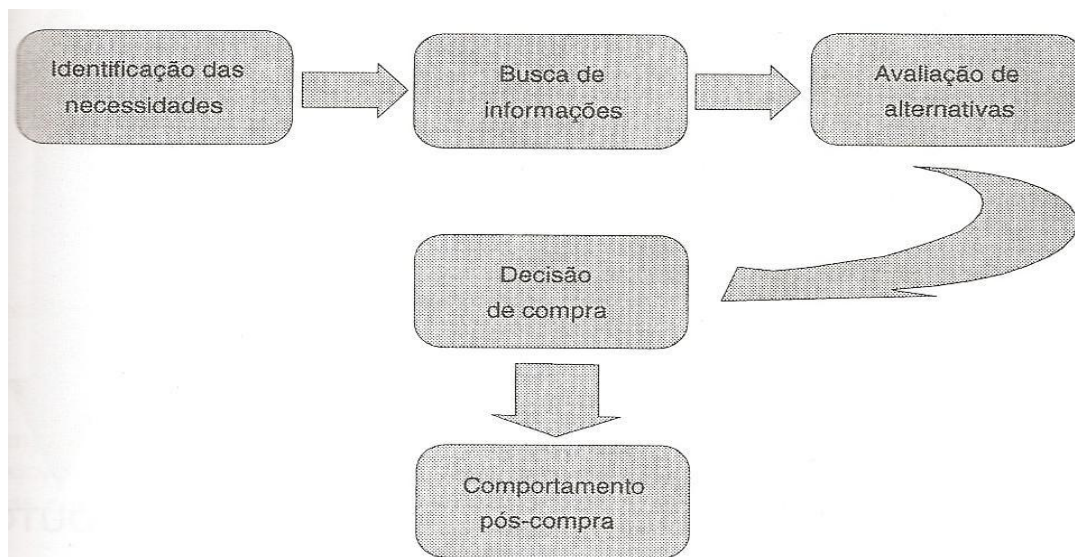 Identificação das
necessidades
Busca de
informações
Avaliação de
alternativas
Decisão
de compra
Comportamento
pós-compra